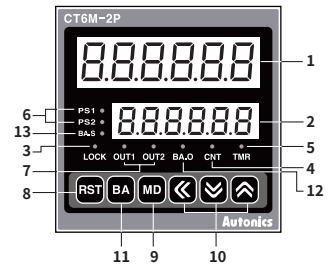 CT6M-2P
8.8.8.8.8.8
1
6
PS1
PS2
8.8.8.8.8.8
2
13
BA.S
3
5
LOCK OUT1 OUT2 BA.O CNT TMR
7
4
8
RST BA MD
12
Autonics
11
9
10